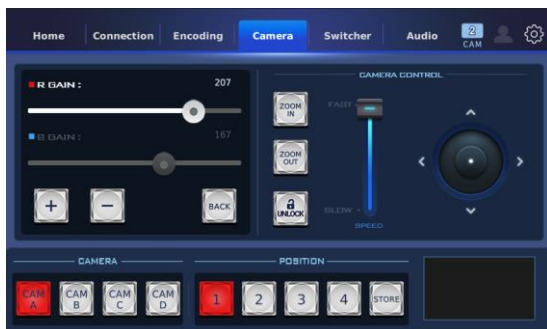 Home Connection Encoding Camera Switcher Audio 2 CAM
R GAIN : 207
B GAIN : 167
+ − BACK
CAMERA CONTROL
ZOOM IN
FAST
ZOOM OUT
UNLOCK
SLOW
SPEED
CAMERA
CAM A CAM B CAM C CAM D
POSITION
1 2 3 4 STORE